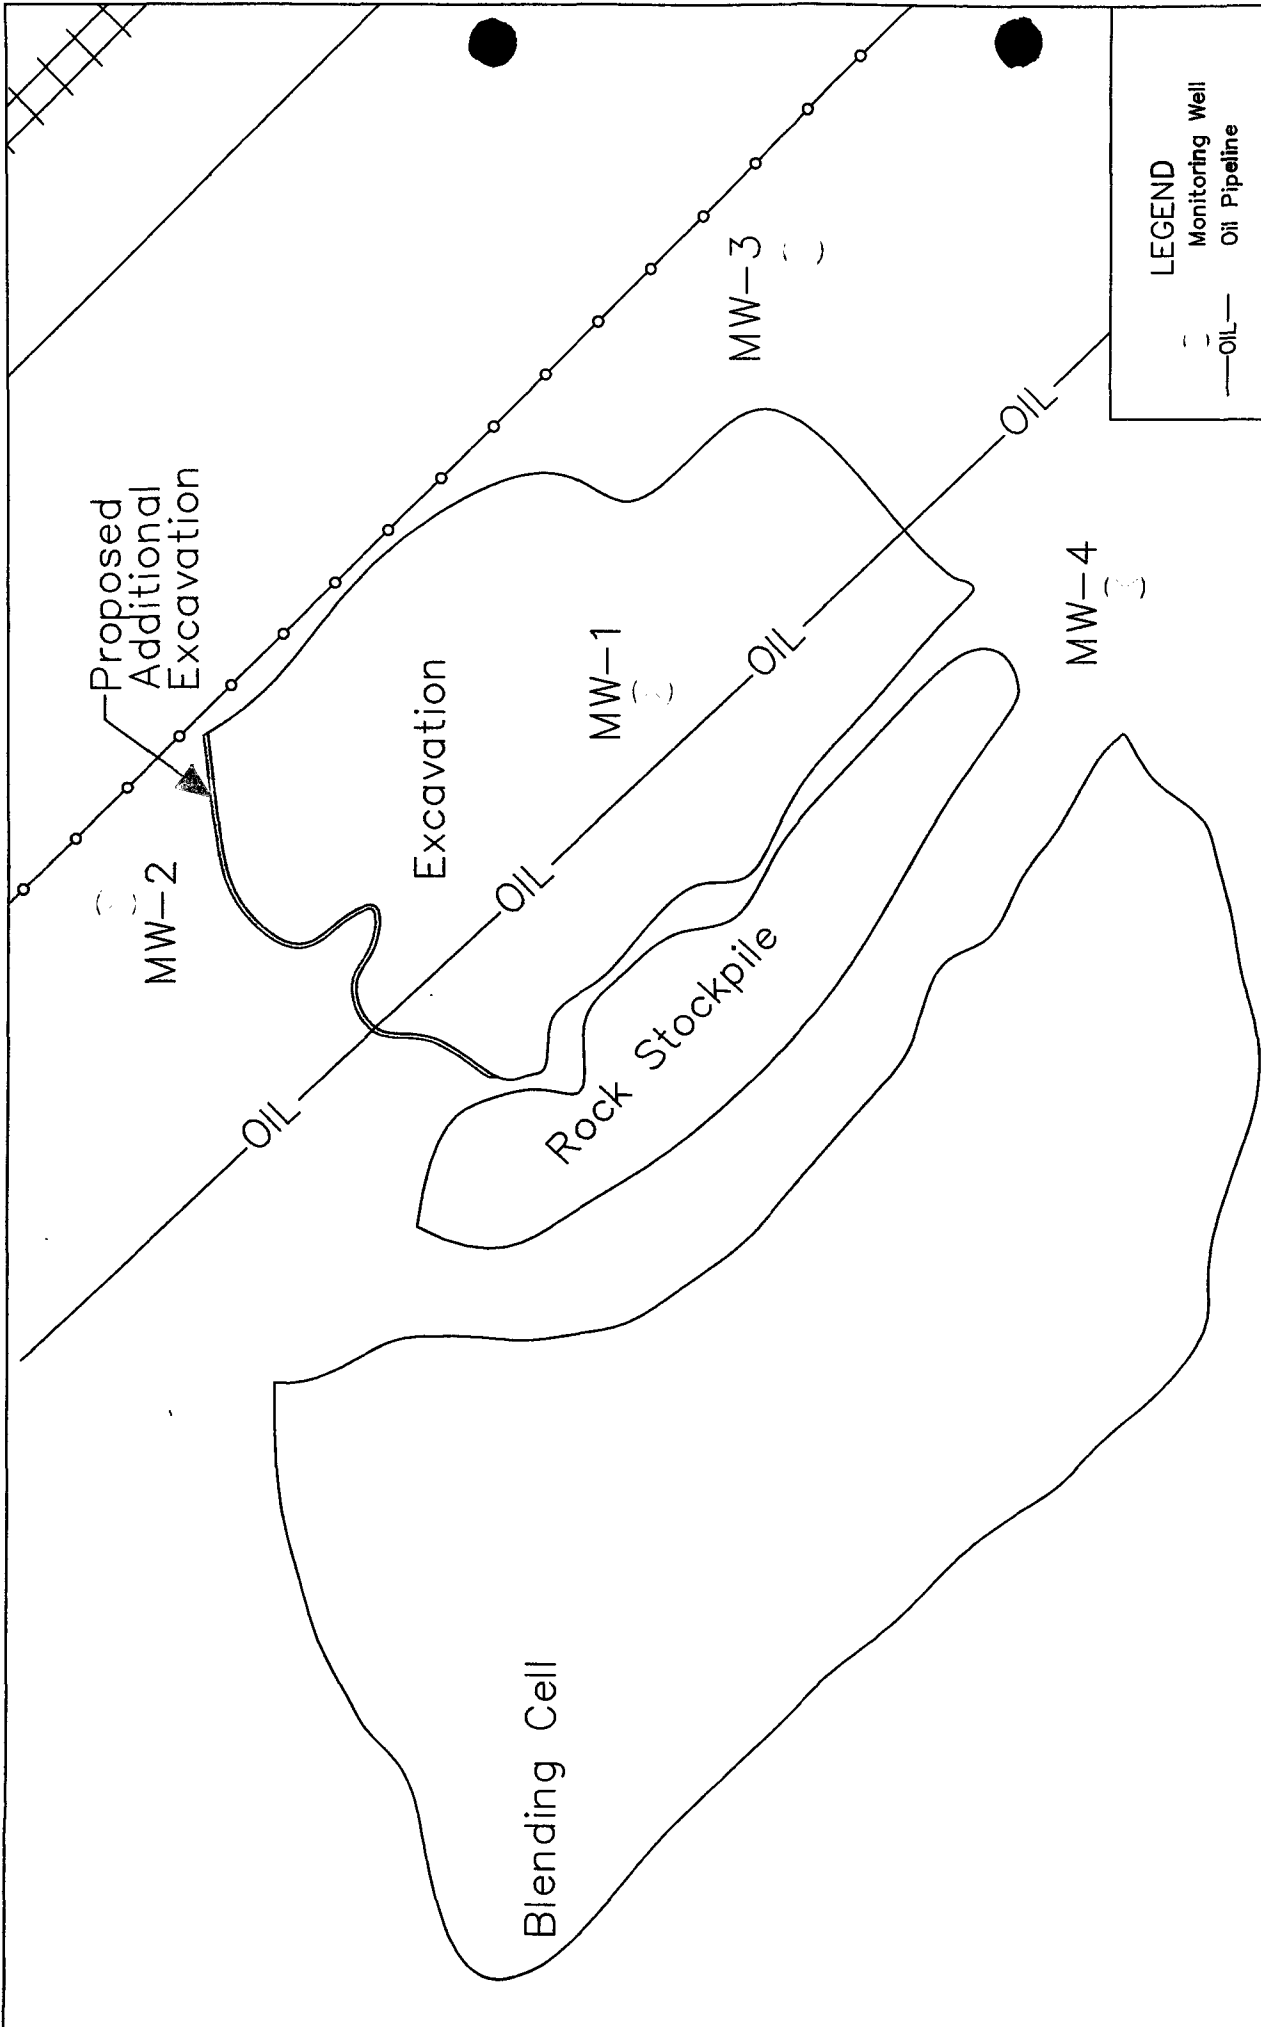 Proposed
Additional
Excavation
MW-2
Excavation
MW-1
MW-3
MW-4
OIL
OIL
OIL
OIL
Rock Stockpile
Blending Cell
LEGEND
Monitoring Well
OIL Oil Pipeline